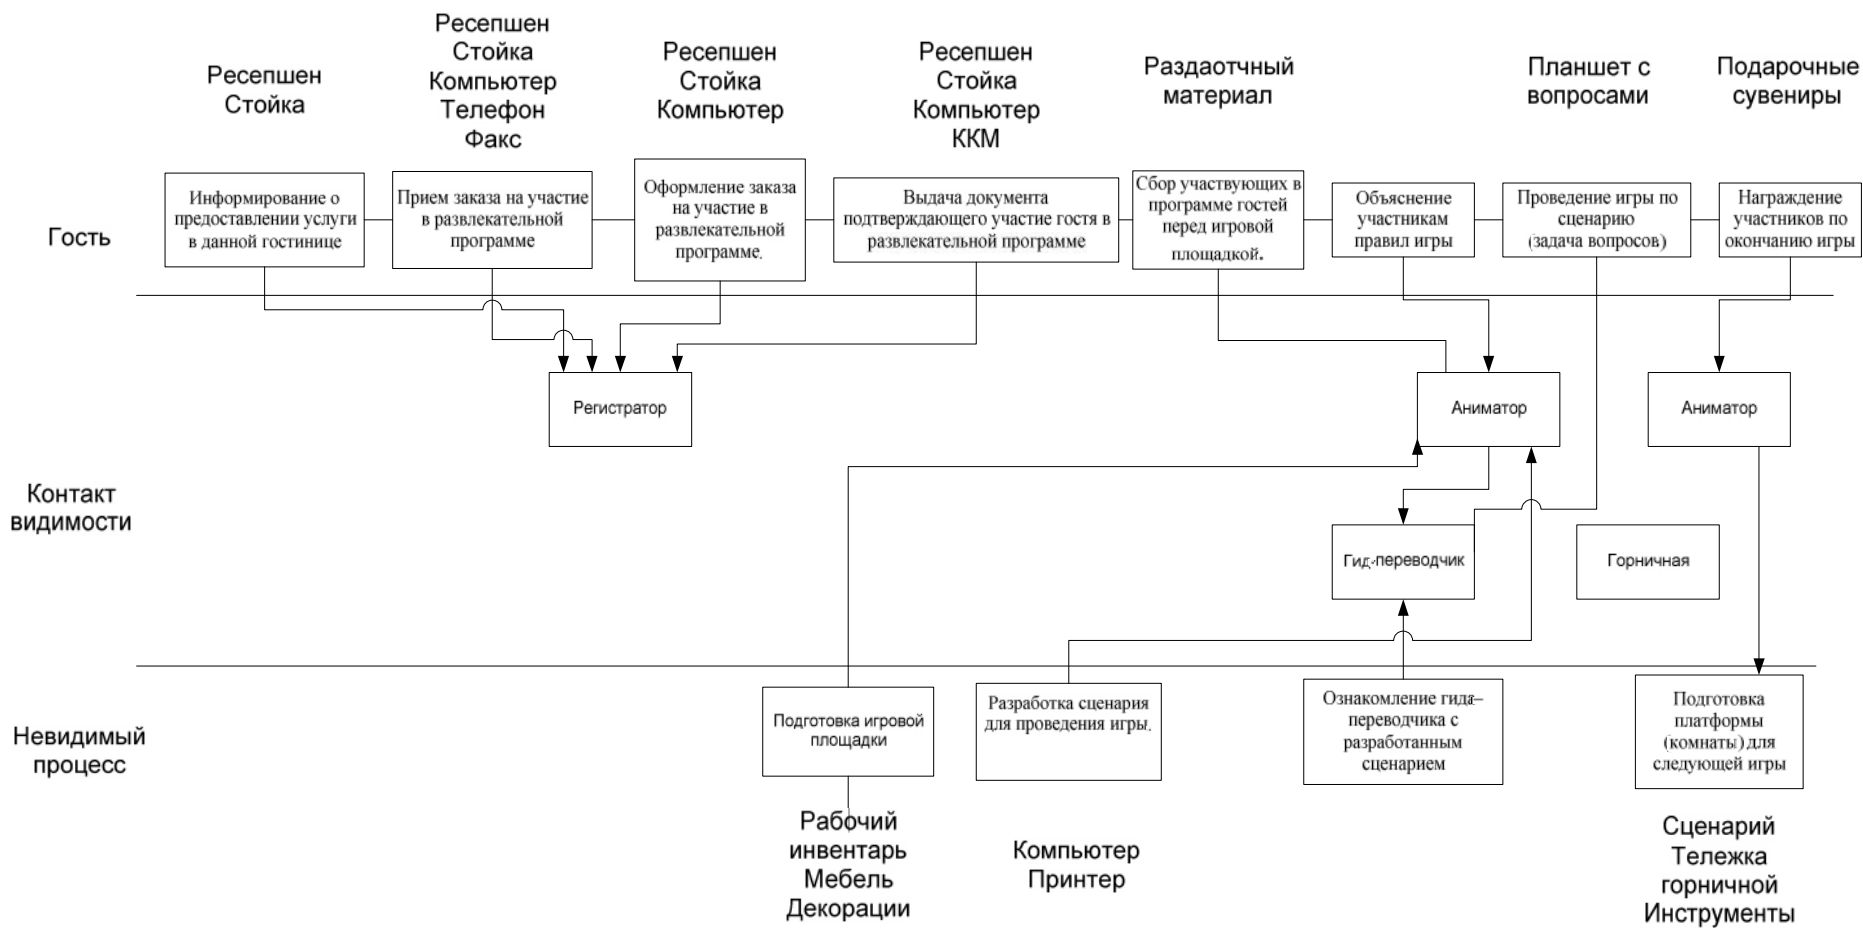 Ресепшен
Стойка
Ресепшен
Стойка
Компьютер
Телефон
Факс
Ресепшен
Стойка
Компьютер
Ресепшен
Стойка
Компьютер
ККМ
Раздаотчный
материал
Планшет с
вопросами
Подарочные
сувениры
Гость
Информирование о
предоставлении услуги
в данной гостинице
Прием заказа на участие
в развлекательной
программе
Оформление заказа
на участие в
развлекательной
программе.
Выдача документа
подтверждающего участие гостя в
развлекательной программе
Сбор участвующих в
программе гостей
перед игровой
площадкой.
Объяснение
участникам
правил игры
Проведение игры по
сценарию
(задача вопросов)
Награждение
участников по
окончанию игры
Регистратор
Аниматор
Аниматор
Контакт
видимости
Гид-переводчик
Горничная
Невидимый
процесс
Подготовка игровой
площадки
Разработка сценария
для проведения игры.
Ознакомление гида–
переводчика с
разработанным
сценарием
Подготовка
платформы
(комнаты) для
следующей игры
Рабочий
инвентарь
Мебель
Декорации
Компьютер
Принтер
Сценарий
Тележка
горничной
Инструменты